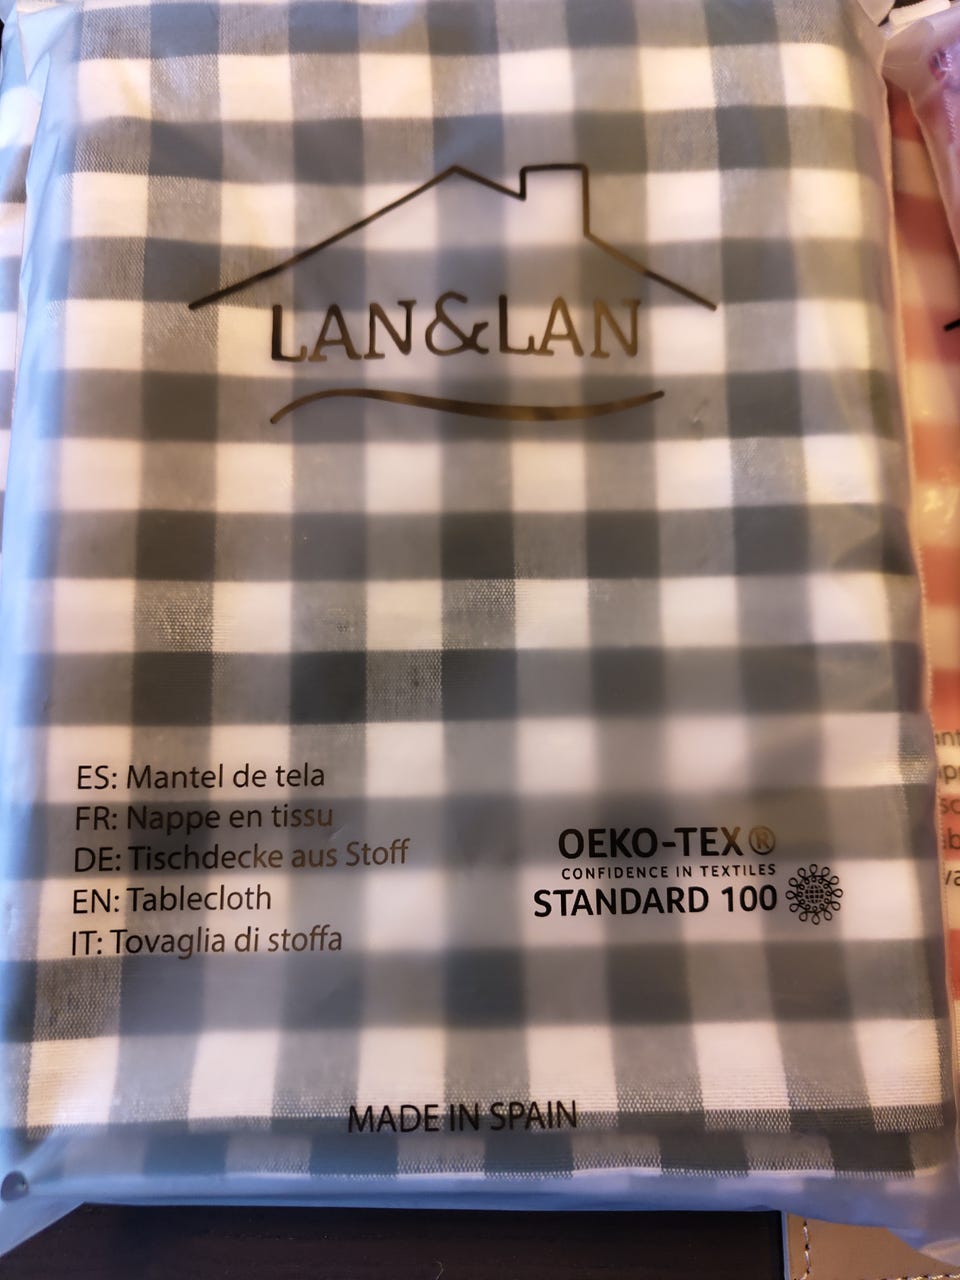 LAN&LAN
ES: Mantel de tela
FR: Nappe en tissu
DE: Tischdecke aus Stoff
EN: Tablecloth
IT: Tovaglia di stoffa
OEKO-TEX®
CONFIDENCE IN TEXTILES
STANDARD 100
MADE IN SPAIN